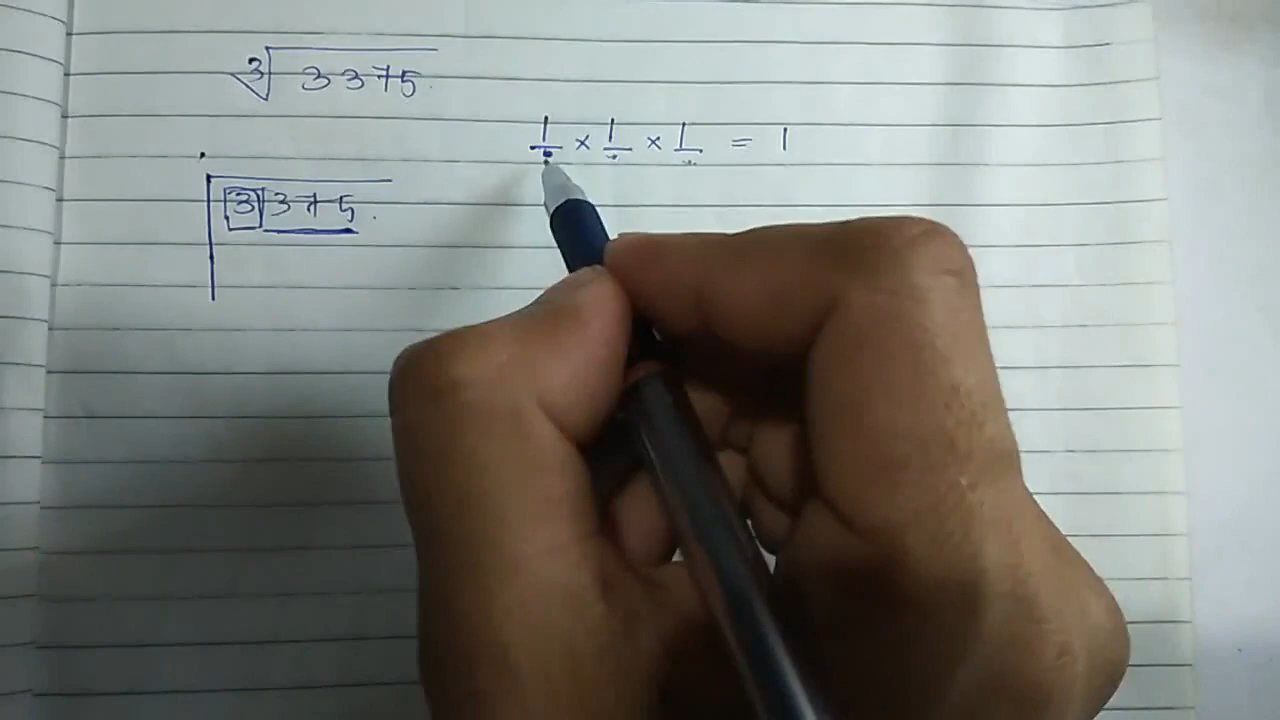 ∛3375
1 × 1 × 1 = 1
3 375